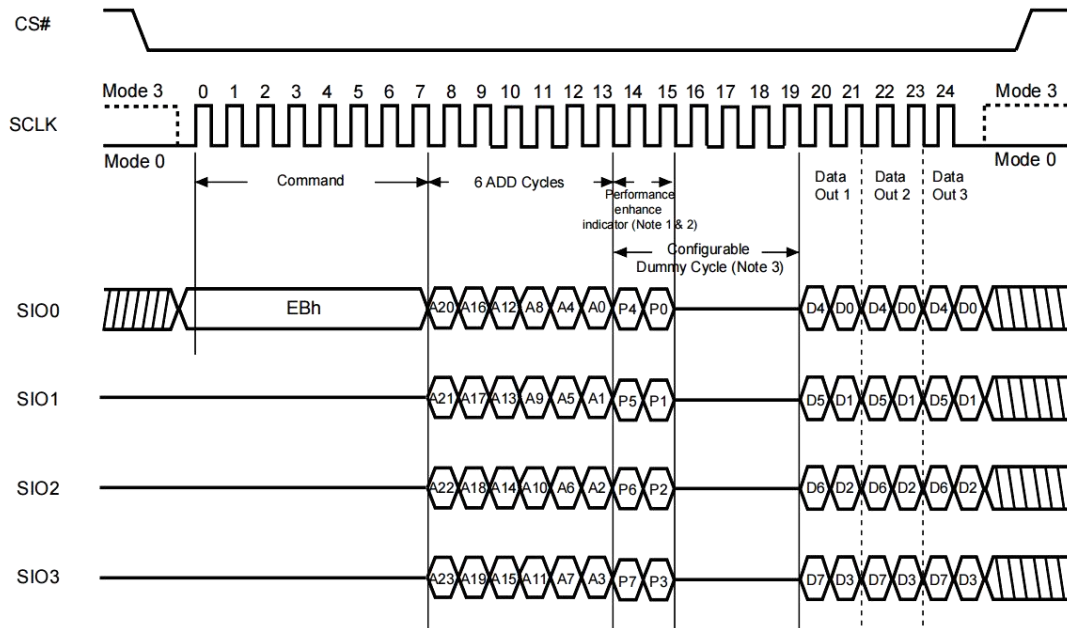 CS#
Mode 3 0 1 2 3 4 5 6 7 8 9 10 11 12 13 14 15 16 17 18 19 20 21 22 23 24 Mode 3
SCLK
Mode 0 Mode 0
Command 6 ADD Cycles Data Out 1 Data Out 2 Data Out 3
Performance
enhance
indicator (Note 1 & 2)
Configurable
Dummy Cycle (Note 3)
SIO0 EBh A20 A16 A12 A8 A4 A0 P4 P0 D4 D0 D4 D0 D4 D0
SIO1 A21 A17 A13 A9 A5 A1 P5 P1 D5 D1 D5 D1 D5 D1
SIO2 A22 A18 A14 A10 A6 A2 P6 P2 D6 D2 D6 D2 D6 D2
SIO3 A23 A19 A15 A11 A7 A3 P7 P3 D7 D3 D7 D3 D7 D3